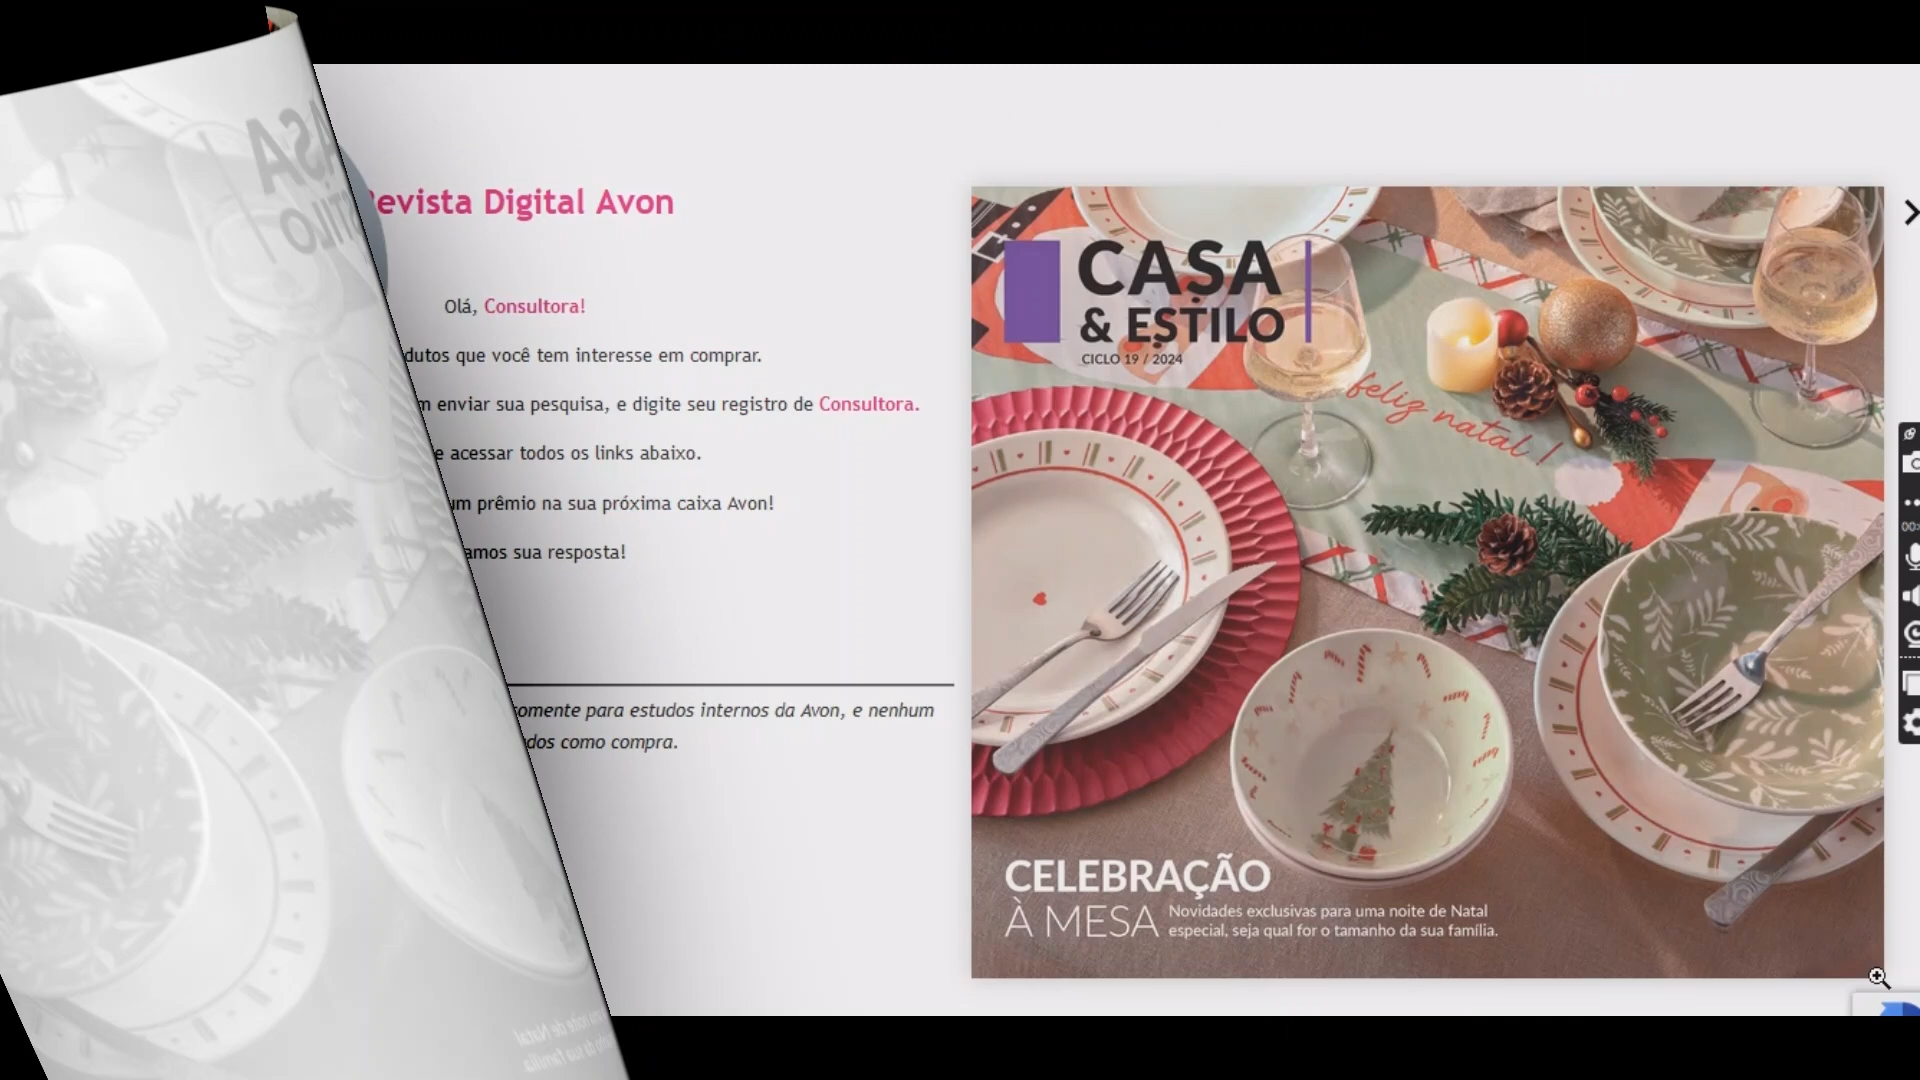 Revista Digital Avon
Olá, Consultora!
dutos que você tem interesse em comprar.
m enviar sua pesquisa, e digite seu registro de Consultora.
e acessar todos os links abaixo.
um prêmio na sua próxima caixa Avon!
amos sua resposta!
somente para estudos internos da Avon, e nenhum
dos como compra.
CASA
& ESTILO
CICLO 19 / 2024
feliz natal !
CELEBRAÇÃO
À MESA
Novidades exclusivas para uma noite de Natal
especial, seja qual for o tamanho da sua família.